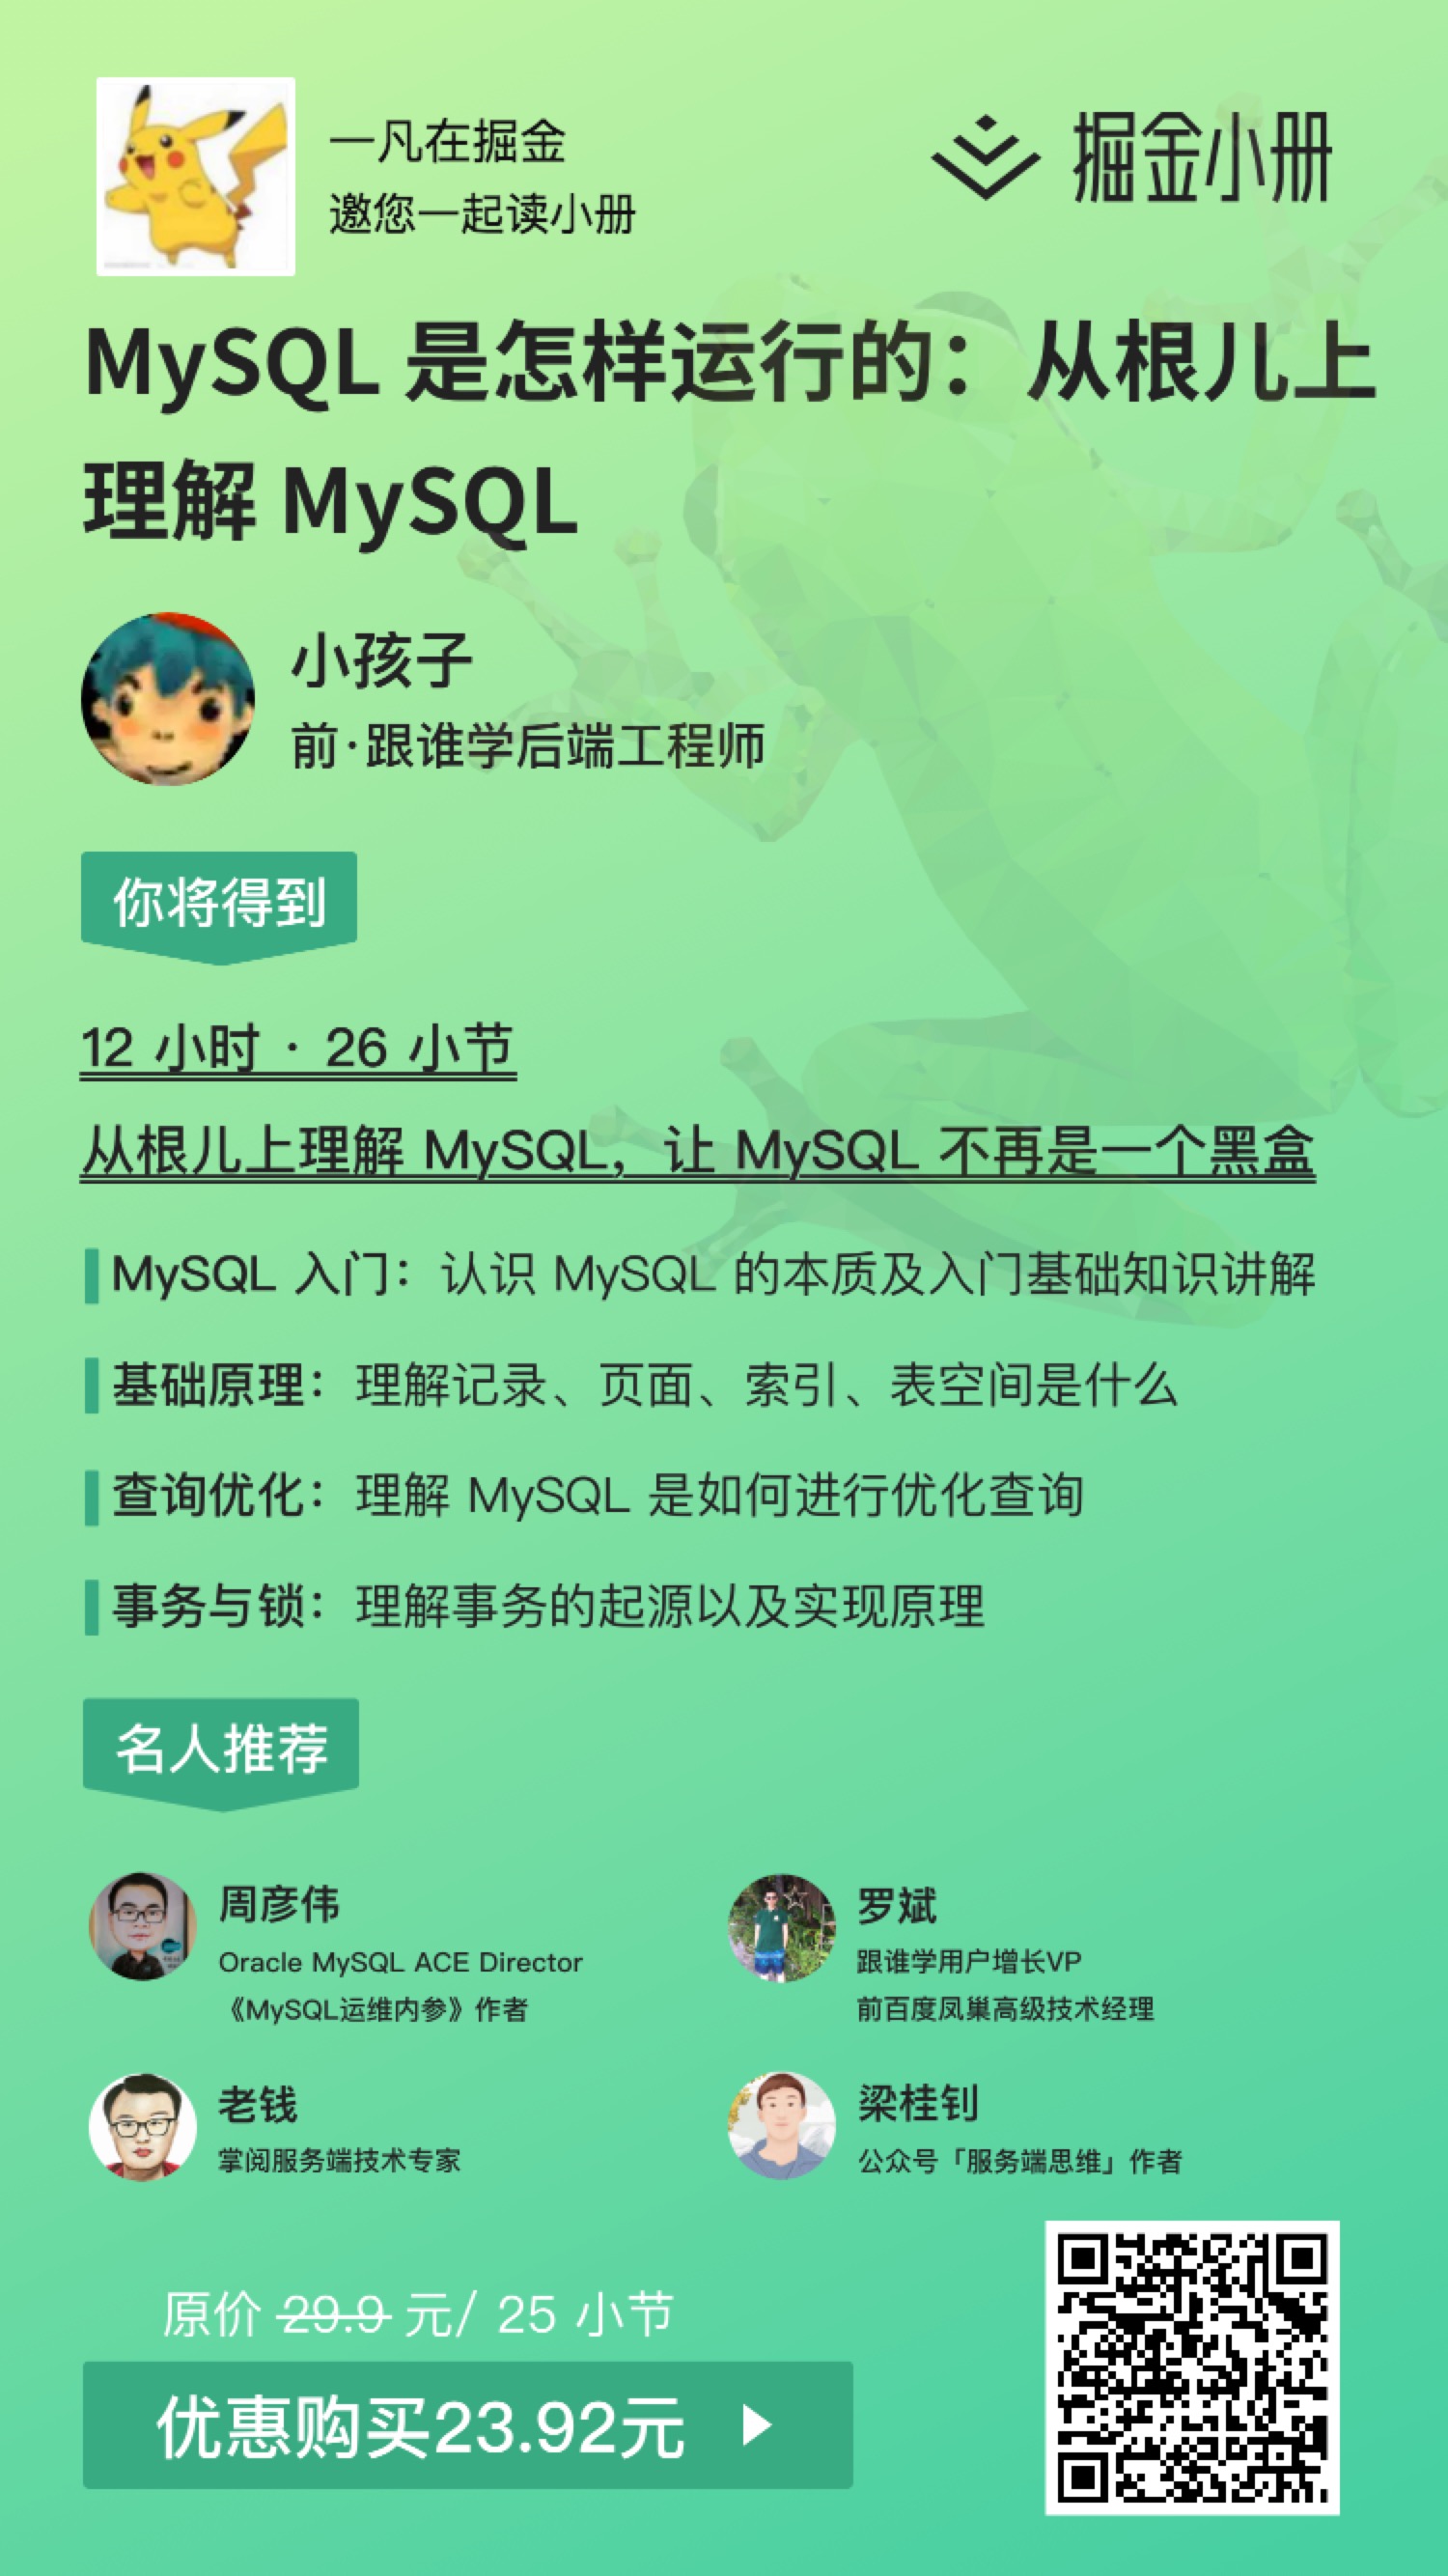 一凡在掘金
邀您一起读小册
掘金小册
MySQL 是怎样运行的：从根儿上
理解 MySQL
小孩子
前·跟谁学后端工程师
你将得到
12 小时 · 26 小节
从根儿上理解 MySQL，让 MySQL 不再是一个黑盒
MySQL 入门：认识 MySQL 的本质及入门基础知识讲解
基础原理：理解记录、页面、索引、表空间是什么
查询优化：理解 MySQL 是如何进行优化查询
事务与锁：理解事务的起源以及实现原理
名人推荐
周彦伟
Oracle MySQL ACE Director
《MySQL运维内参》作者
罗斌
跟谁学用户增长VP
前百度凤巢高级技术经理
老钱
掌阅服务端技术专家
梁桂钊
公众号「服务端思维」作者
原价 29.9 元/ 25 小节
优惠购买23.92元